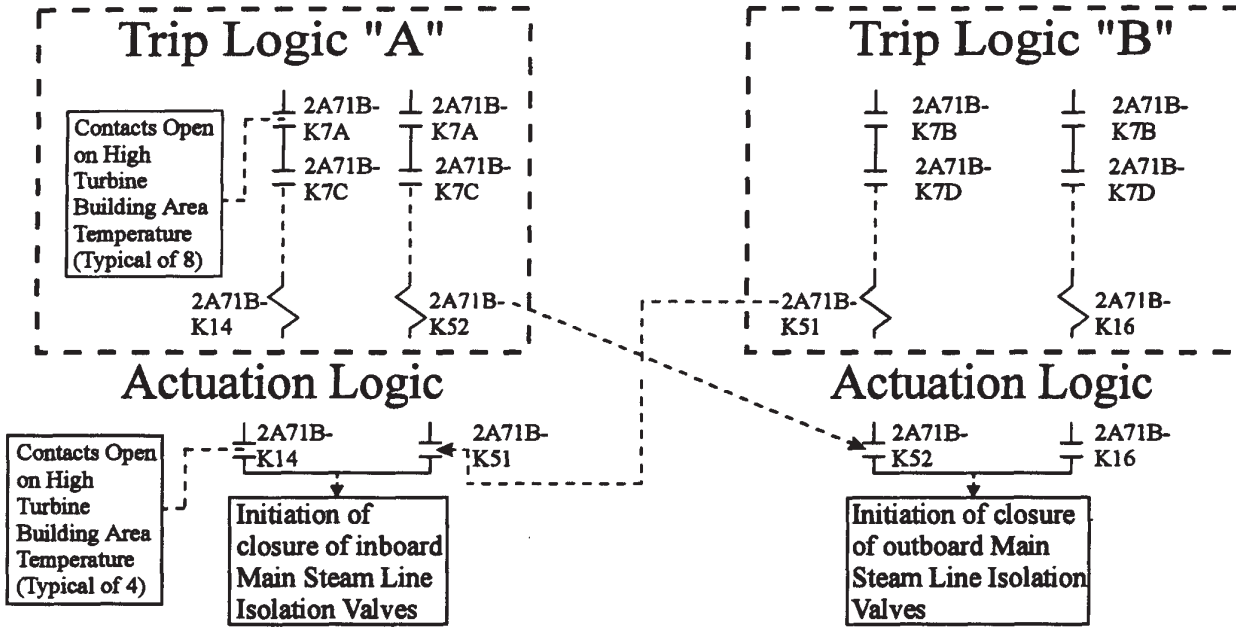 Trip Logic "A"
Contacts Open
on High
Turbine
Building Area
Temperature
(Typical of 8)
2A71B-
K7A
2A71B-
K7A
2A71B-
K7C
2A71B-
K7C
2A71B-
K14
2A71B-
K52
Trip Logic "B"
2A71B-
K7B
2A71B-
K7B
2A71B-
K7D
2A71B-
K7D
2A71B-
K51
2A71B-
K16
Actuation Logic
Contacts Open
on High
Turbine
Building Area
Temperature
(Typical of 4)
2A71B-
K14
2A71B-
K51
Initiation of
closure of inboard
Main Steam Line
Isolation Valves
Actuation Logic
2A71B-
K52
2A71B-
K16
Initiation of closure
of outboard Main
Steam Line Isolation
Valves